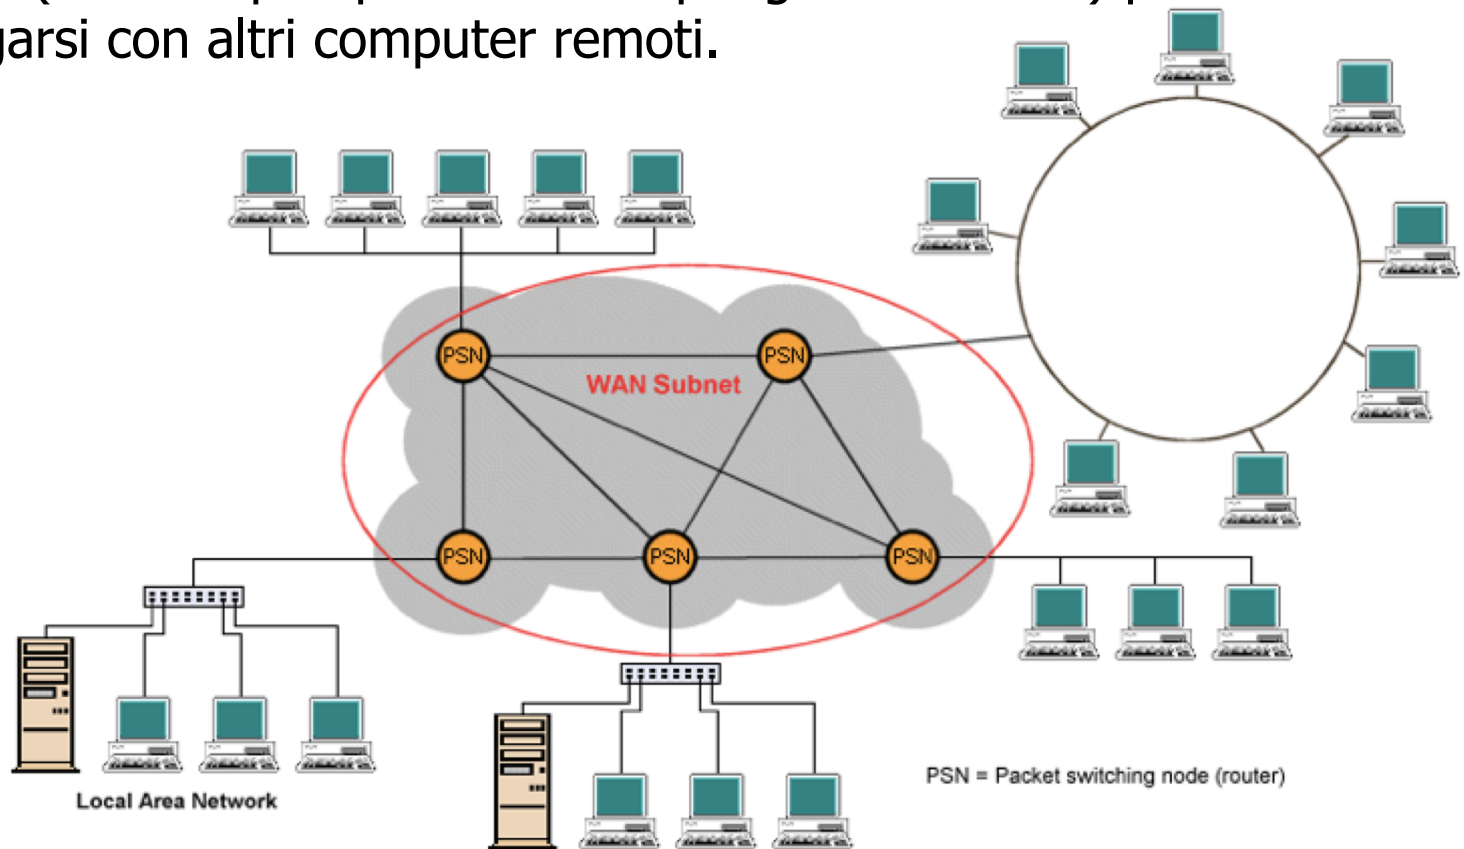 garsi con altri computer remoti.
PSN
PSN
WAN Subnet
PSN
PSN
PSN
Local Area Network
PSN = Packet switching node (router)